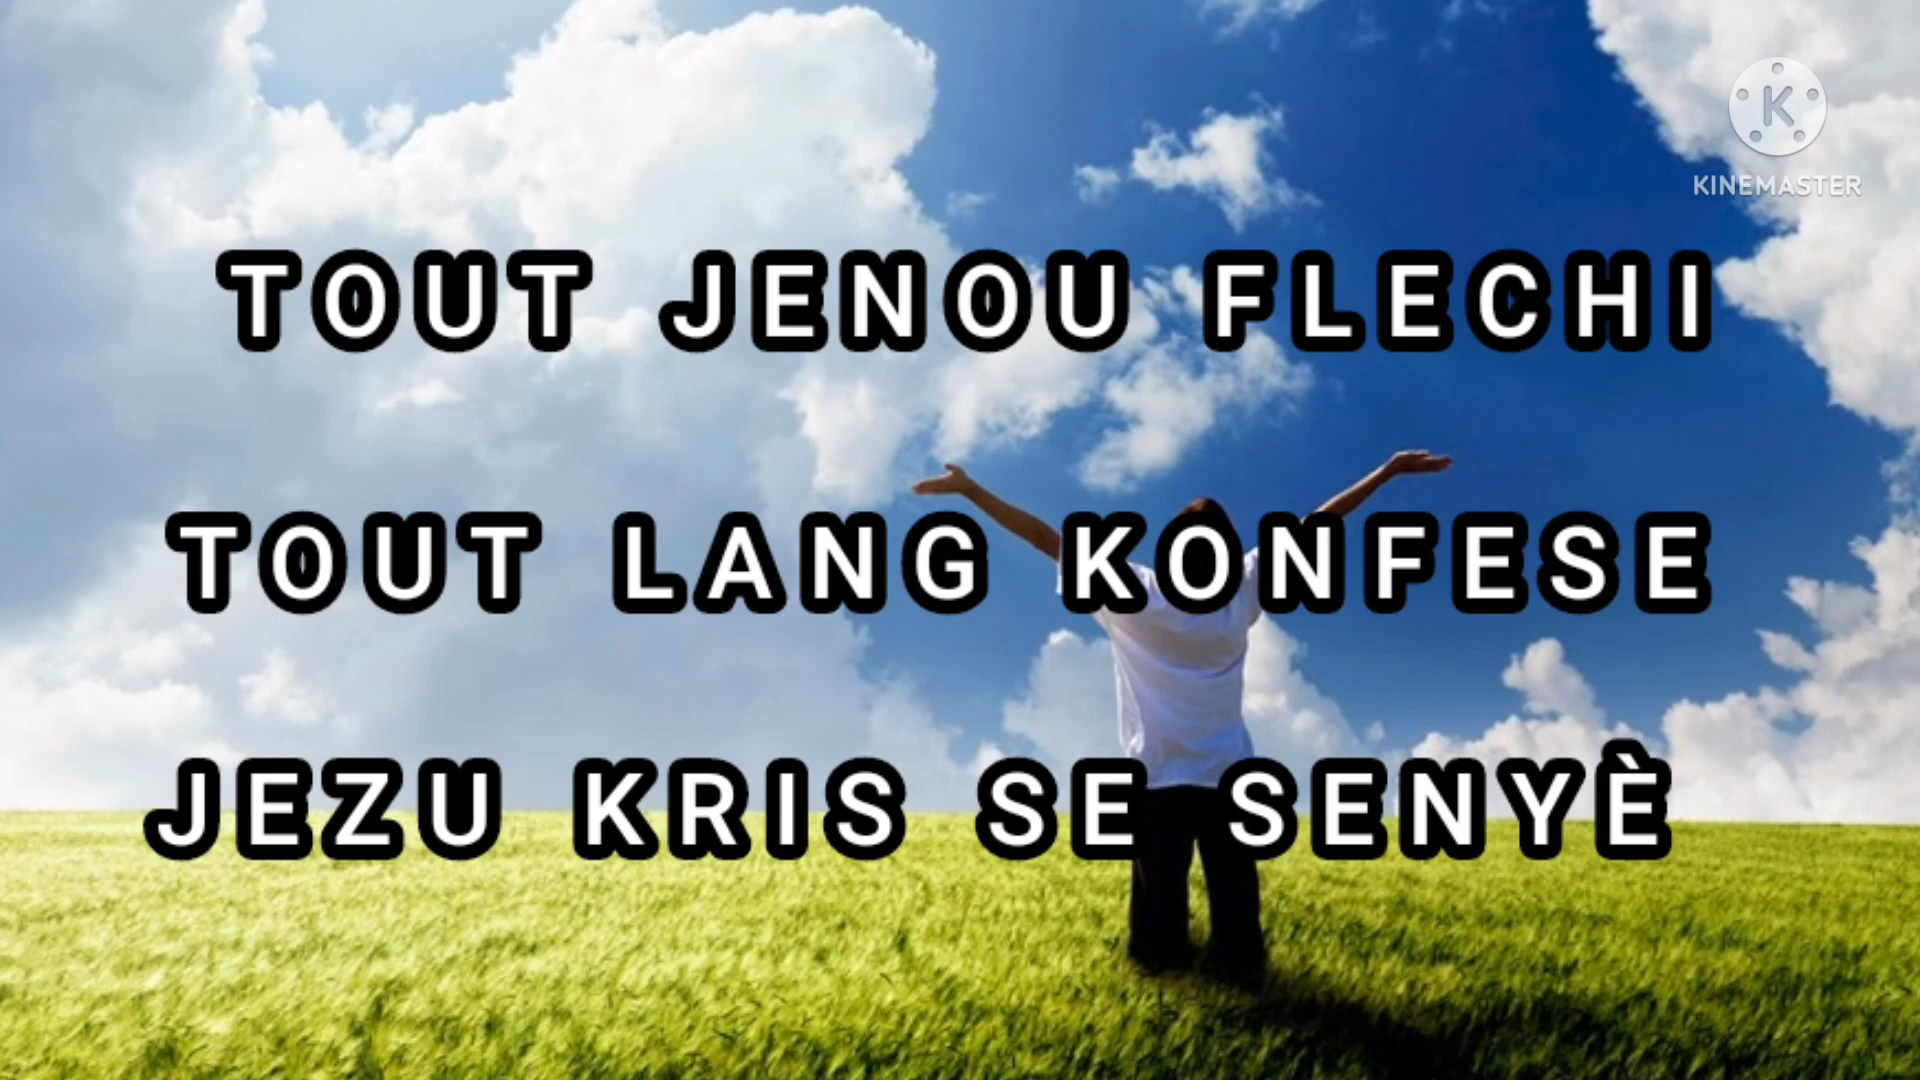 KINEMASTER
TOUT JENOU FLECHI
TOUT LANG KONFESE
JEZU KRIS SE SENYÈ